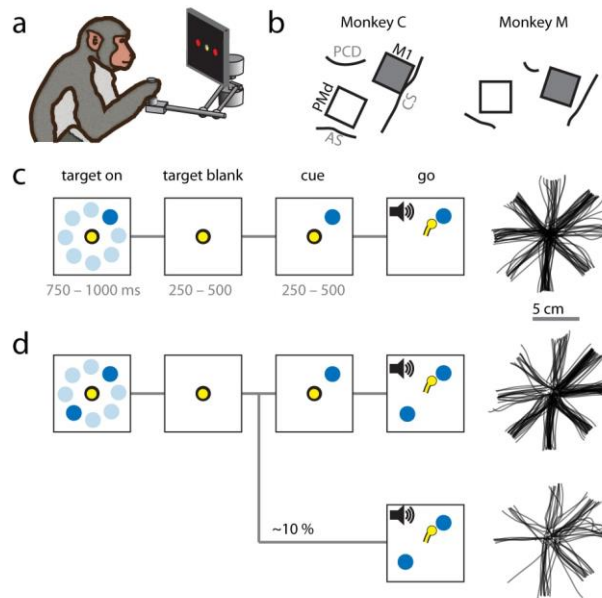 a
b
Monkey C
Monkey M
PCD
M1
PMd
CS
AS
c
target on
target blank
cue
go
750 – 1000 ms
250 – 500
250 – 500
5 cm
d
~10 %